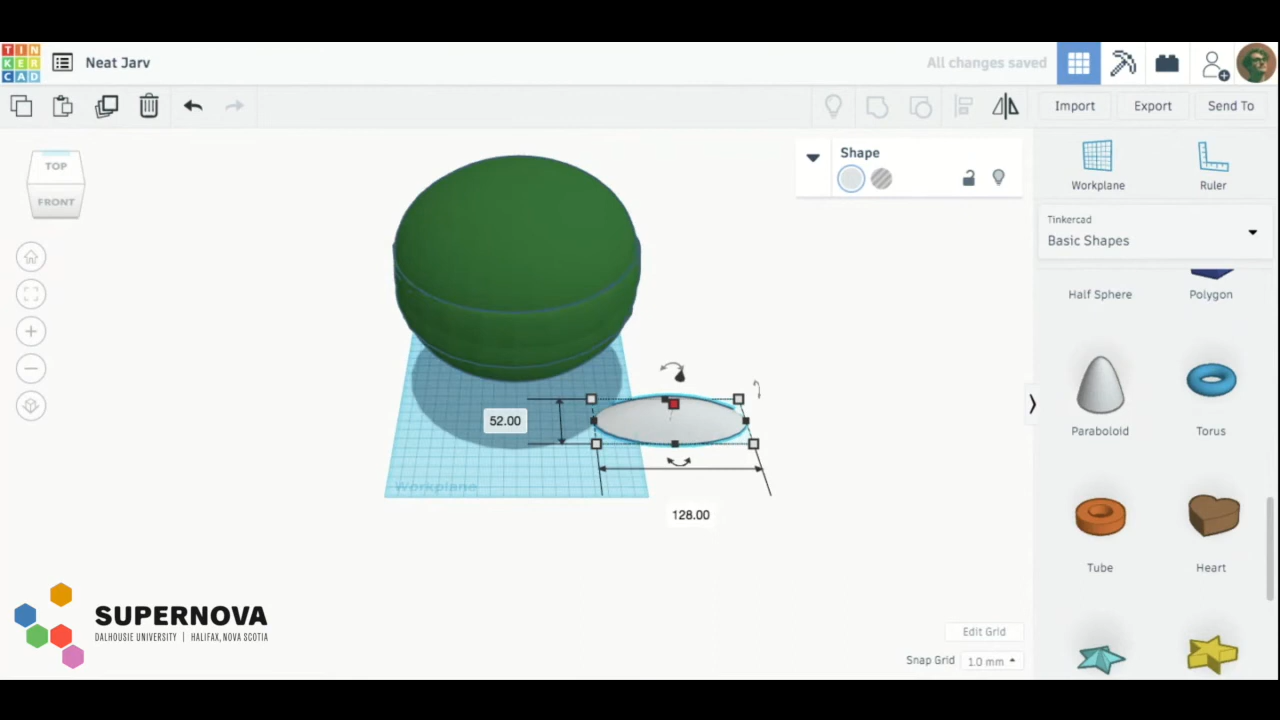 TIN
KER
CAD
Neat Jarv
All changes saved
Import
Export
Send To
TOP
FRONT
Shape
Workplane
Ruler
Tinkercad
Basic Shapes
Half Sphere
Polygon
Paraboloid
Torus
Tube
Heart
52.00
128.00
Workplane
Edit Grid
Snap Grid
1.0 mm
SUPERNOVA
DALHOUSIE UNIVERSITY | HALIFAX, NOVA SCOTIA